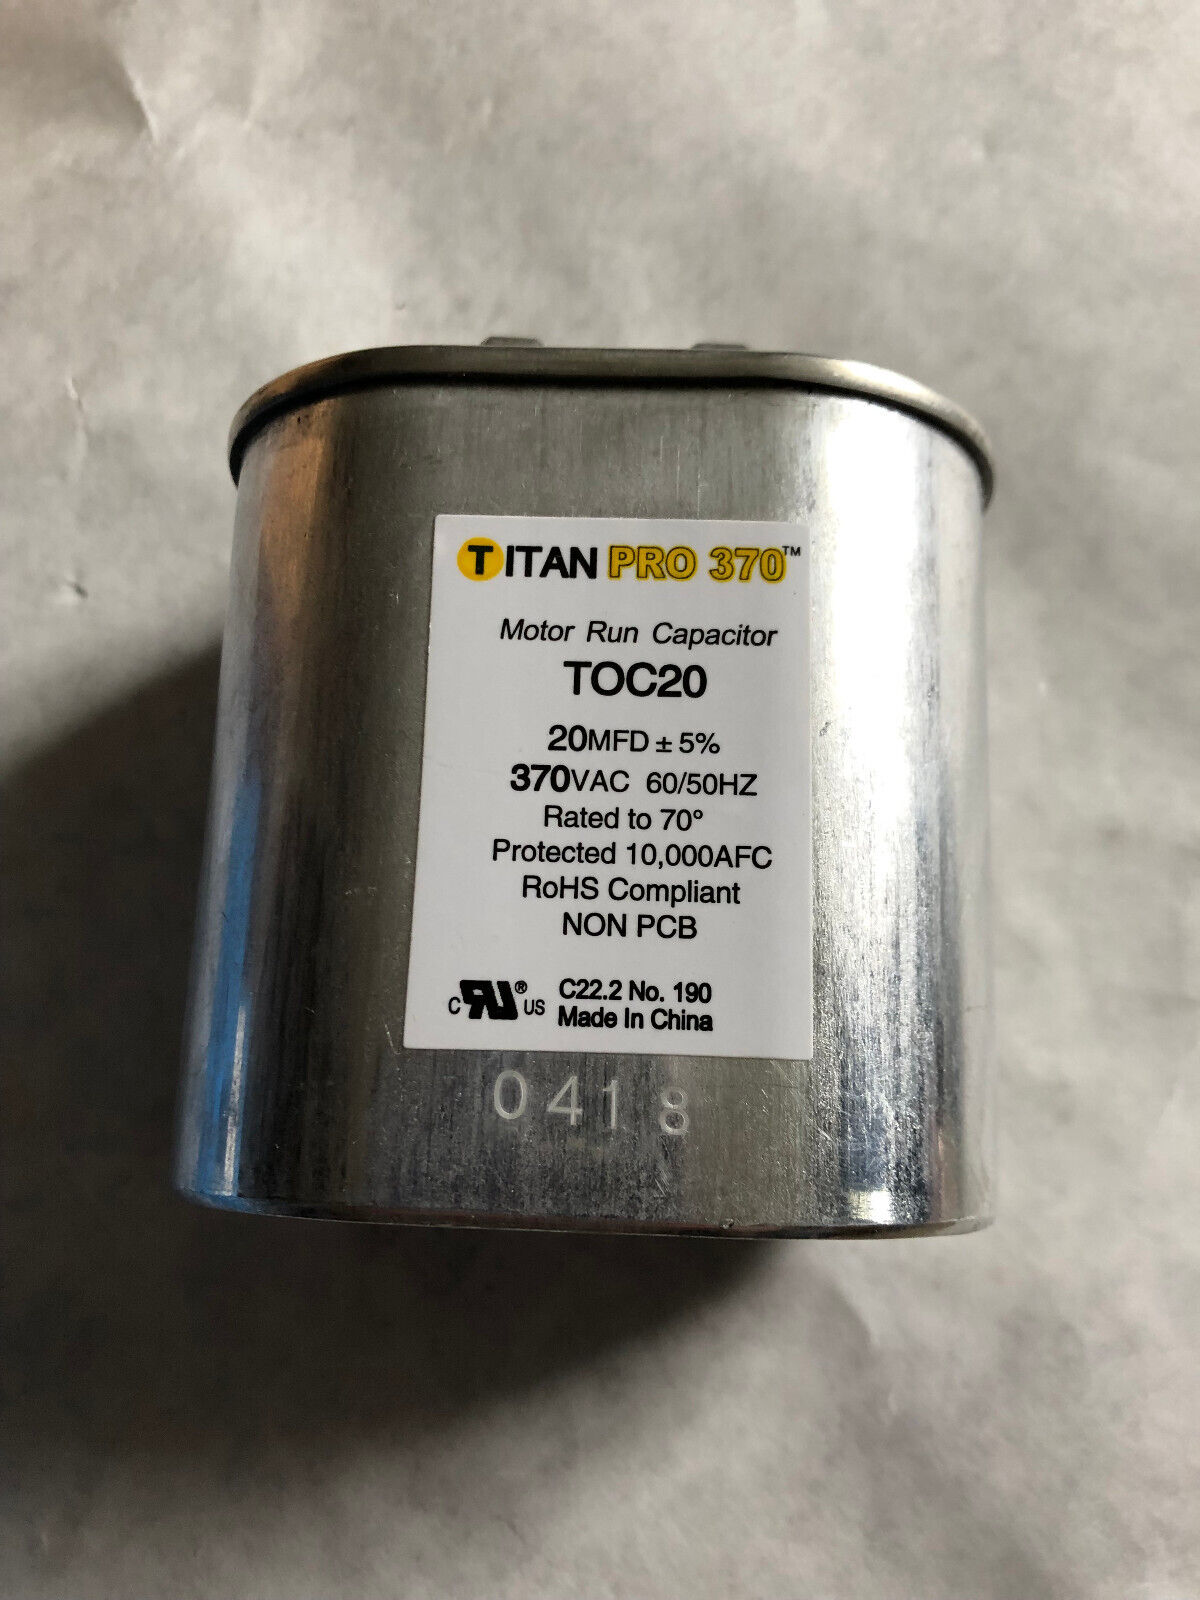 TITAN PRO 370™
Motor Run Capacitor
TOC20
20MFD ± 5%
370VAC 60/50HZ
Rated to 70°
Protected 10,000AFC
RoHS Compliant
NON PCB
C RU® US C22.2 No. 190
Made In China
0418